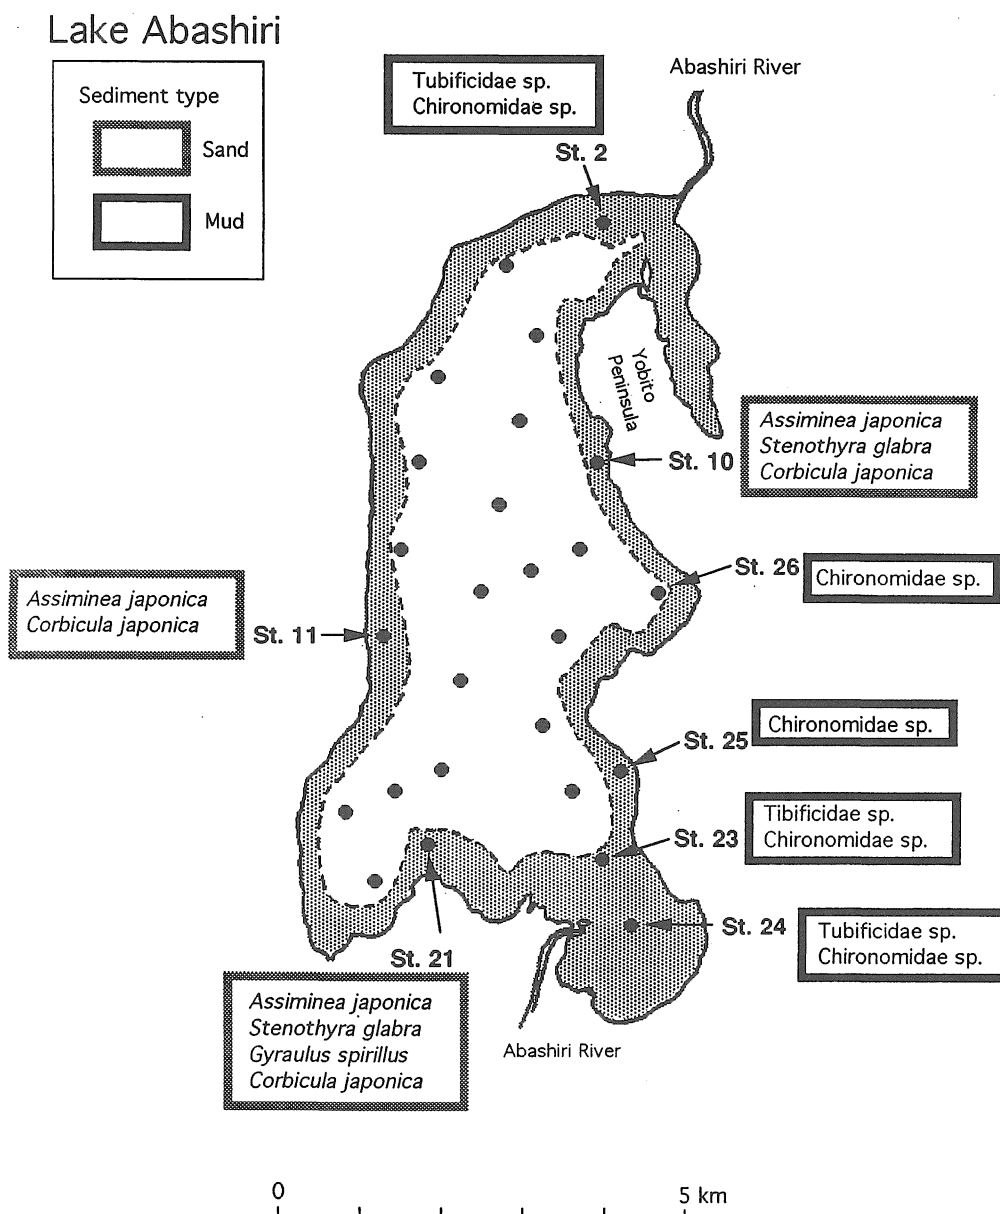 Lake Abashiri
Sediment type
Sand
Mud
Tubificidae sp.
Chironomidae sp.
St. 2
Abashiri River
Yobito
Peninsula
St. 10
Assiminea japonica
Stenothyra glabra
Corbicula japonica
St. 26
Chironomidae sp.
Assiminea japonica
Corbicula japonica
St. 11
St. 25
Chironomidae sp.
St. 23
Tibificidae sp.
Chironomidae sp.
St. 24
Tubificidae sp.
Chironomidae sp.
St. 21
Assiminea japonica
Stenothyra glabra
Gyraulus spirillus
Corbicula japonica
Abashiri River
0
5 km